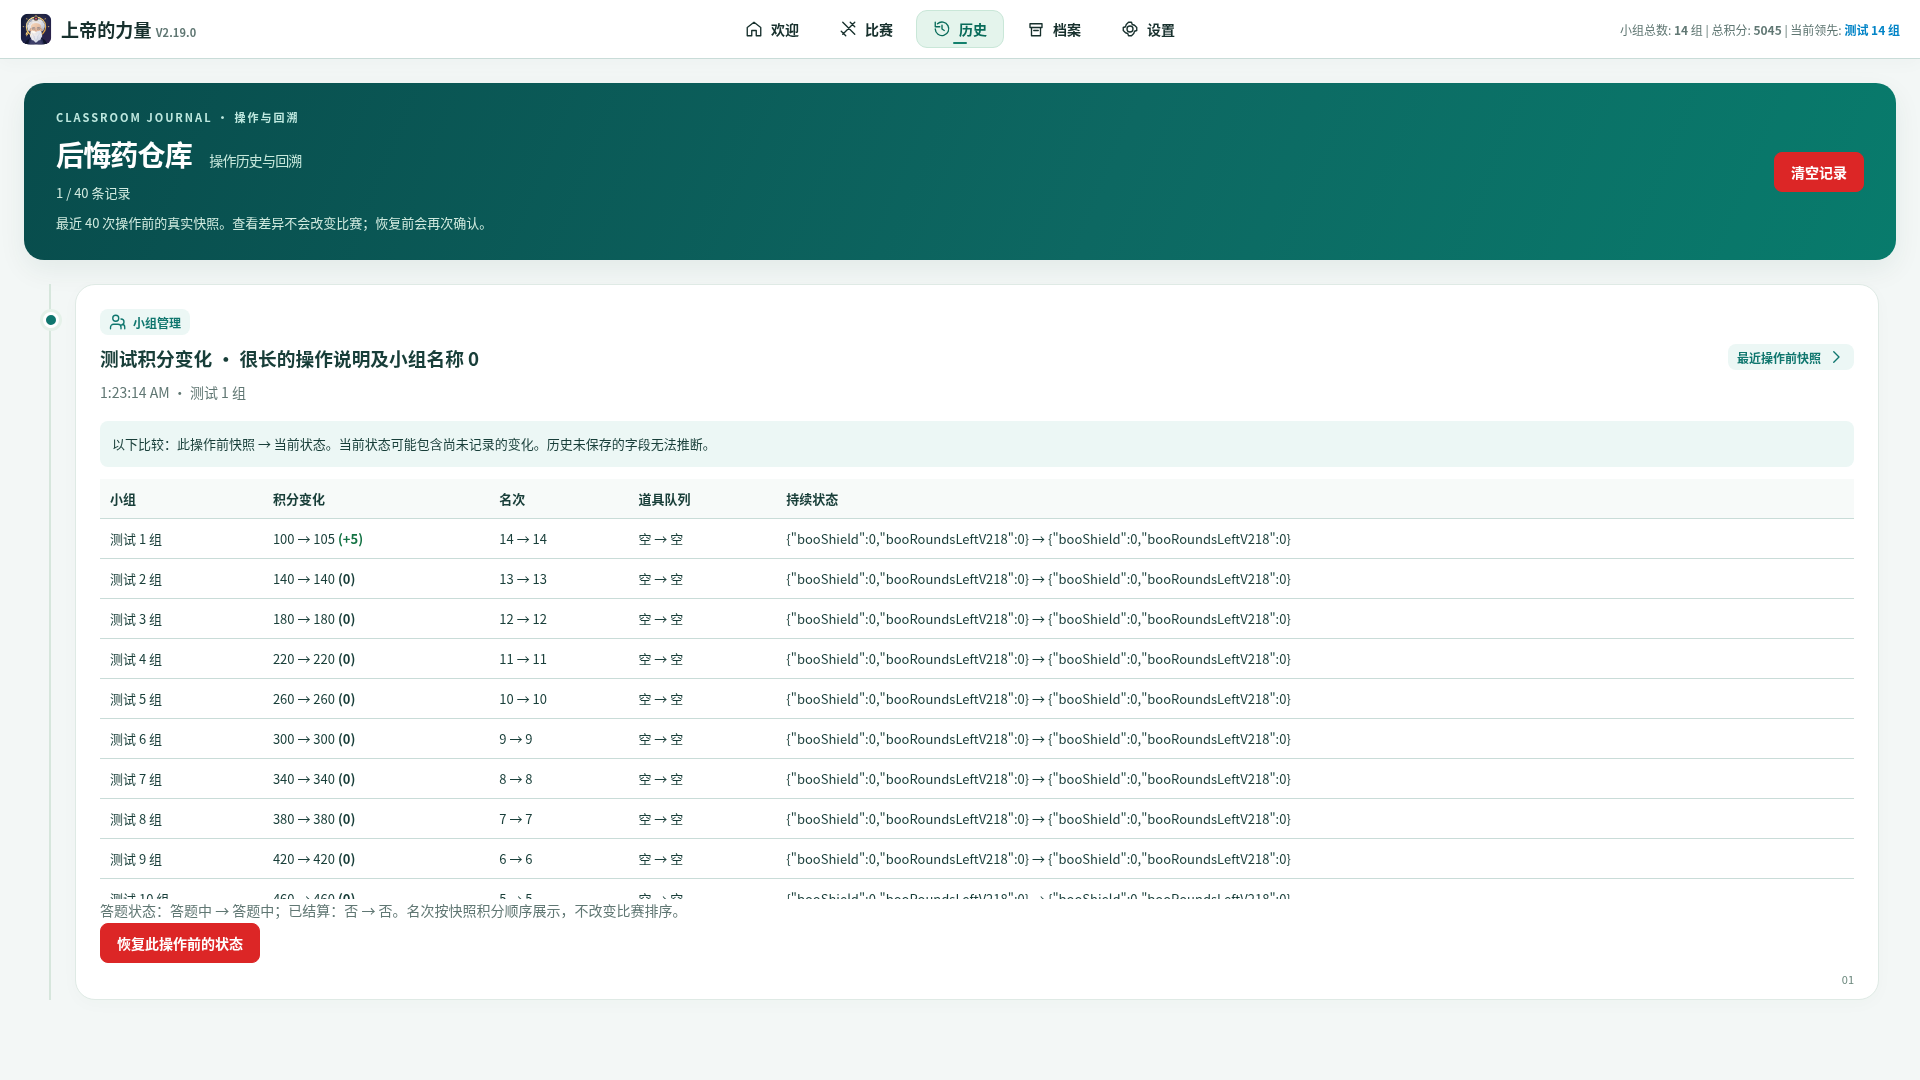 上帝的力量 V2.19.0
欢迎
比赛
历史
档案
设置
小组总数: 14 组 | 总积分: 5045 | 当前领先: 测试 14 组
CLASSROOM JOURNAL · 操作与回溯
后悔药仓库 操作历史与回溯
1 / 40 条记录
最近 40 次操作前的真实快照。查看差异不会改变比赛；恢复前会再次确认。
清空记录
小组管理
测试积分变化 · 很长的操作说明及小组名称 0
1:23:14 AM · 测试 1 组
最近操作前快照
以下比较：此操作前快照 → 当前状态。当前状态可能包含尚未记录的变化。历史未保存的字段无法推断。
小组 积分变化 名次 道具队列 持续状态
测试 1 组 100 → 105 (+5) 14 → 14 空 → 空 {"booShield":0,"booRoundsLeftV218":0} → {"booShield":0,"booRoundsLeftV218":0}
测试 2 组 140 → 140 (0) 13 → 13 空 → 空 {"booShield":0,"booRoundsLeftV218":0} → {"booShield":0,"booRoundsLeftV218":0}
测试 3 组 180 → 180 (0) 12 → 12 空 → 空 {"booShield":0,"booRoundsLeftV218":0} → {"booShield":0,"booRoundsLeftV218":0}
测试 4 组 220 → 220 (0) 11 → 11 空 → 空 {"booShield":0,"booRoundsLeftV218":0} → {"booShield":0,"booRoundsLeftV218":0}
测试 5 组 260 → 260 (0) 10 → 10 空 → 空 {"booShield":0,"booRoundsLeftV218":0} → {"booShield":0,"booRoundsLeftV218":0}
测试 6 组 300 → 300 (0) 9 → 9 空 → 空 {"booShield":0,"booRoundsLeftV218":0} → {"booShield":0,"booRoundsLeftV218":0}
测试 7 组 340 → 340 (0) 8 → 8 空 → 空 {"booShield":0,"booRoundsLeftV218":0} → {"booShield":0,"booRoundsLeftV218":0}
测试 8 组 380 → 380 (0) 7 → 7 空 → 空 {"booShield":0,"booRoundsLeftV218":0} → {"booShield":0,"booRoundsLeftV218":0}
测试 9 组 420 → 420 (0) 6 → 6 空 → 空 {"booShield":0,"booRoundsLeftV218":0} → {"booShield":0,"booRoundsLeftV218":0}
测试 10 组 460 → 460 (0) 5 → 5 空 → 空 {"booShield":0,"booRoundsLeftV218":0} → {"booShield":0,"booRoundsLeftV218":0}
答题状态：答题中 → 答题中；已结算：否 → 否。名次按快照积分顺序展示，不改变比赛排序。
恢复此操作前的状态
01